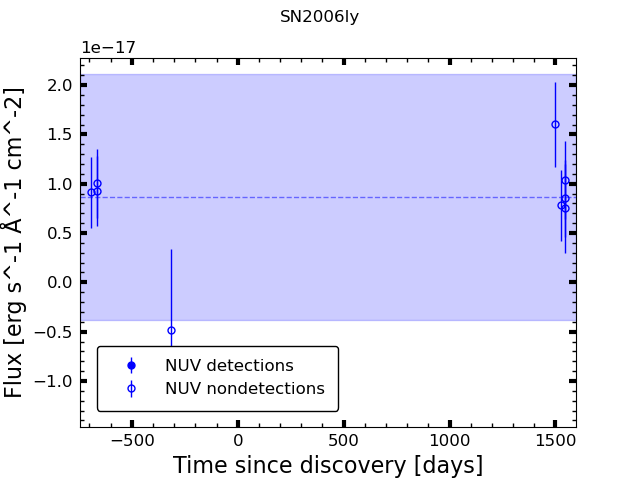 SN2006ly
1e−17
2.0
1.5
1.0
0.5
0.0
−0.5
−1.0
Flux [erg s^-1 Å^-1 cm^-2]
NUV detections
NUV nondetections
−500 0 500 1000 1500
Time since discovery [days]